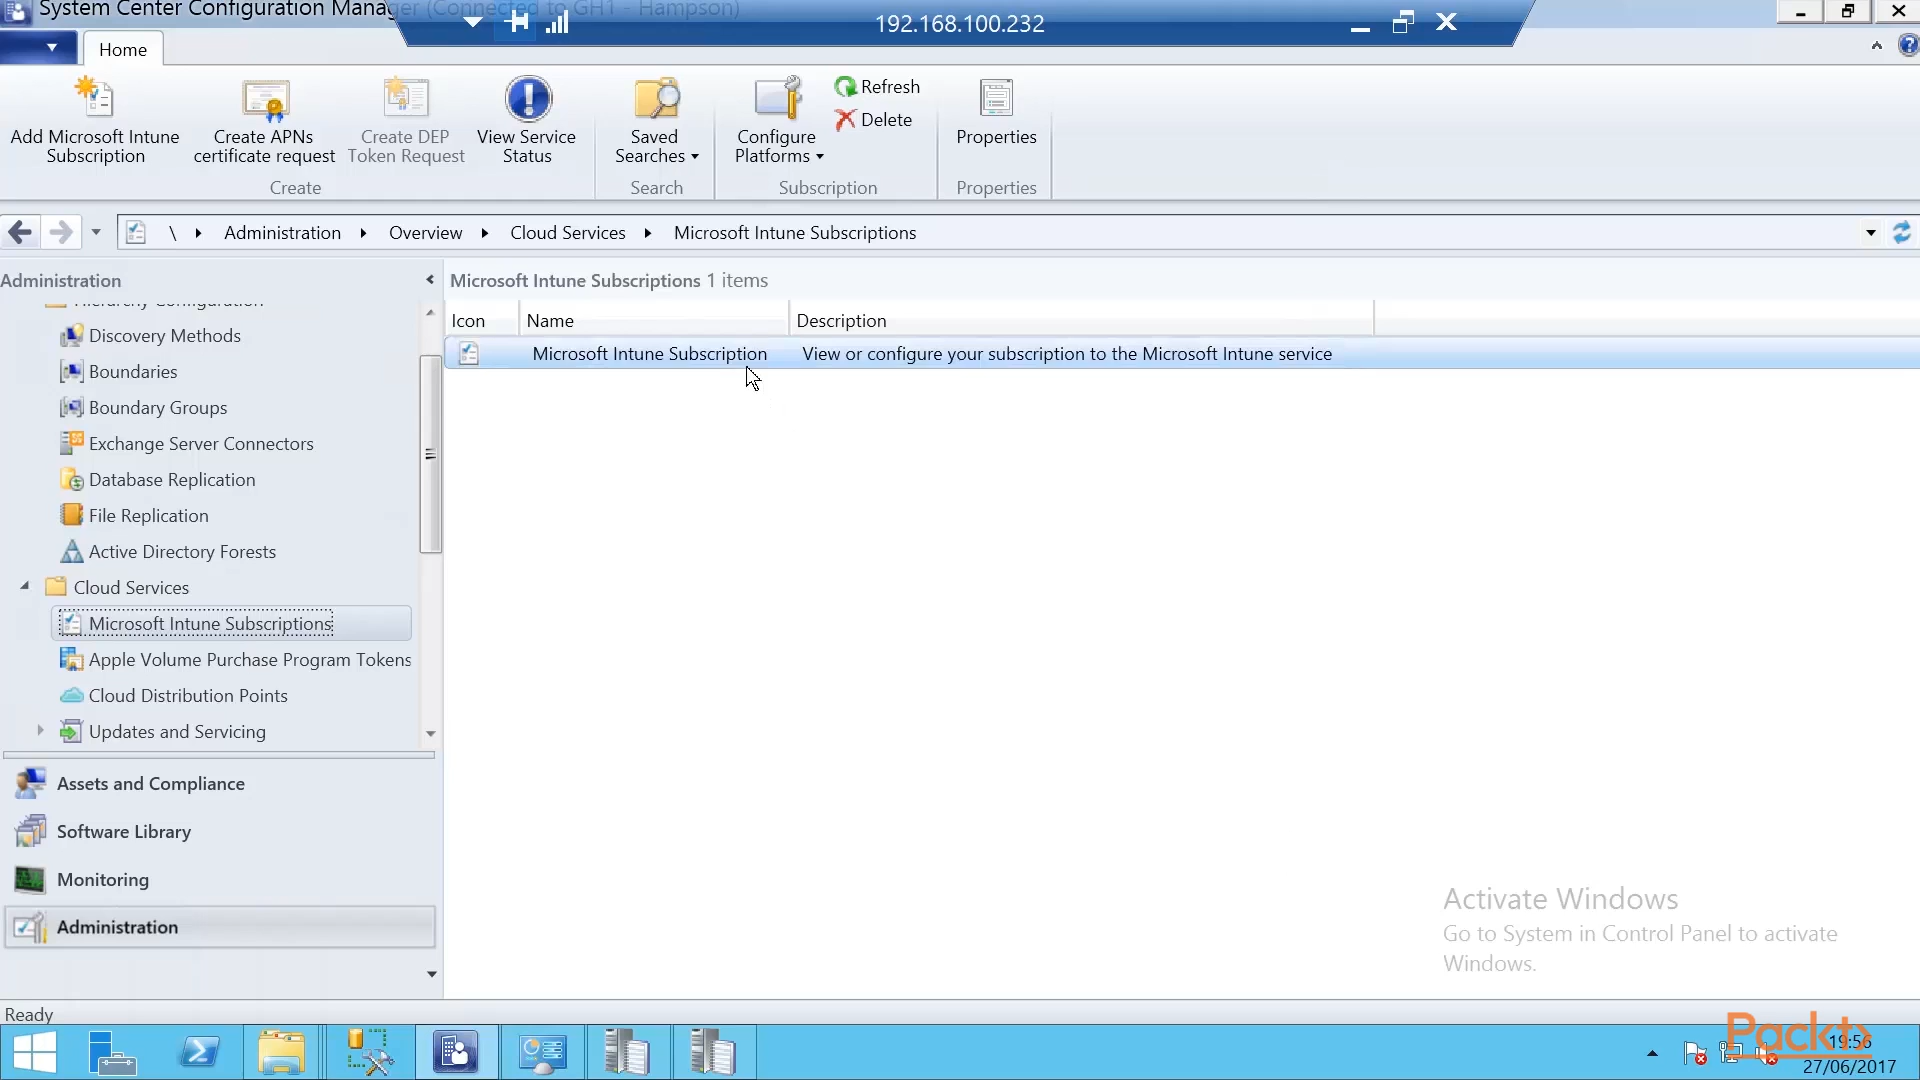 System Center Configuration Manager (Connected to GH1 - Hampson)
192.168.100.232
Home
Add Microsoft Intune
Subscription
Create APNs
certificate request
Create DEP
Token Request
View Service
Status
Create
Saved
Searches
Search
Configure
Platforms
Refresh
Delete
Subscription
Properties
Properties
\ Administration Overview Cloud Services Microsoft Intune Subscriptions
Administration
Hierarchy Configuration
Discovery Methods
Boundaries
Boundary Groups
Exchange Server Connectors
Database Replication
File Replication
Active Directory Forests
Cloud Services
Microsoft Intune Subscriptions
Apple Volume Purchase Program Tokens
Cloud Distribution Points
Updates and Servicing
Assets and Compliance
Software Library
Monitoring
Administration
Microsoft Intune Subscriptions 1 items
Icon Name Description
Microsoft Intune Subscription View or configure your subscription to the Microsoft Intune service
Activate Windows
Go to System in Control Panel to activate
Windows.
Ready
Packt
19:56
27/06/2017